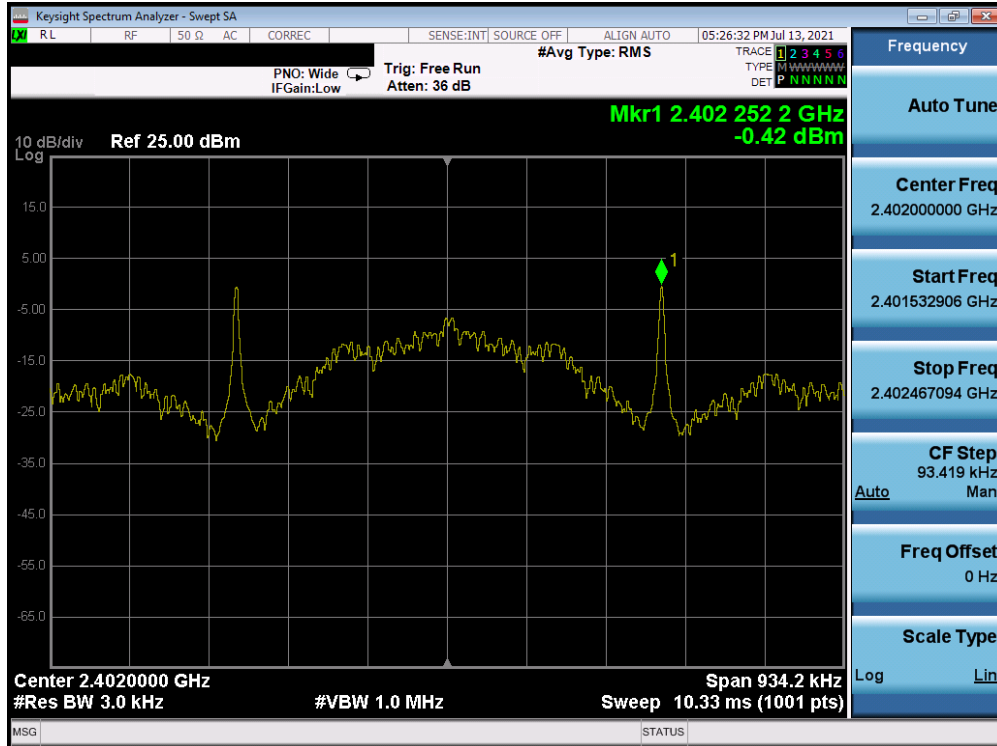 Keysight Spectrum Analyzer - Swept SA
LXI RL RF 50 Ω AC CORREC SENSE:INT SOURCE OFF ALIGN AUTO 05:26:32 PM Jul 13, 2021
#Avg Type: RMS
TRACE 1 2 3 4 5 6
PNO: Wide Trig: Free Run
TYPE M WWWWW
IFGain:Low Atten: 36 dB
DET P N N N N N
Mkr1 2.402 252 2 GHz
-0.42 dBm
10 dB/div Ref 25.00 dBm
Log
15.0
5.00
1
-5.00
-15.0
-25.0
-35.0
-45.0
-55.0
-65.0
Center 2.4020000 GHz Span 934.2 kHz
#Res BW 3.0 kHz #VBW 1.0 MHz Sweep 10.33 ms (1001 pts)
MSG STATUS
Frequency
Auto Tune
Center Freq
2.402000000 GHz
Start Freq
2.401532906 GHz
Stop Freq
2.402467094 GHz
CF Step
93.419 kHz
Auto Man
Freq Offset
0 Hz
Scale Type
Log Lin